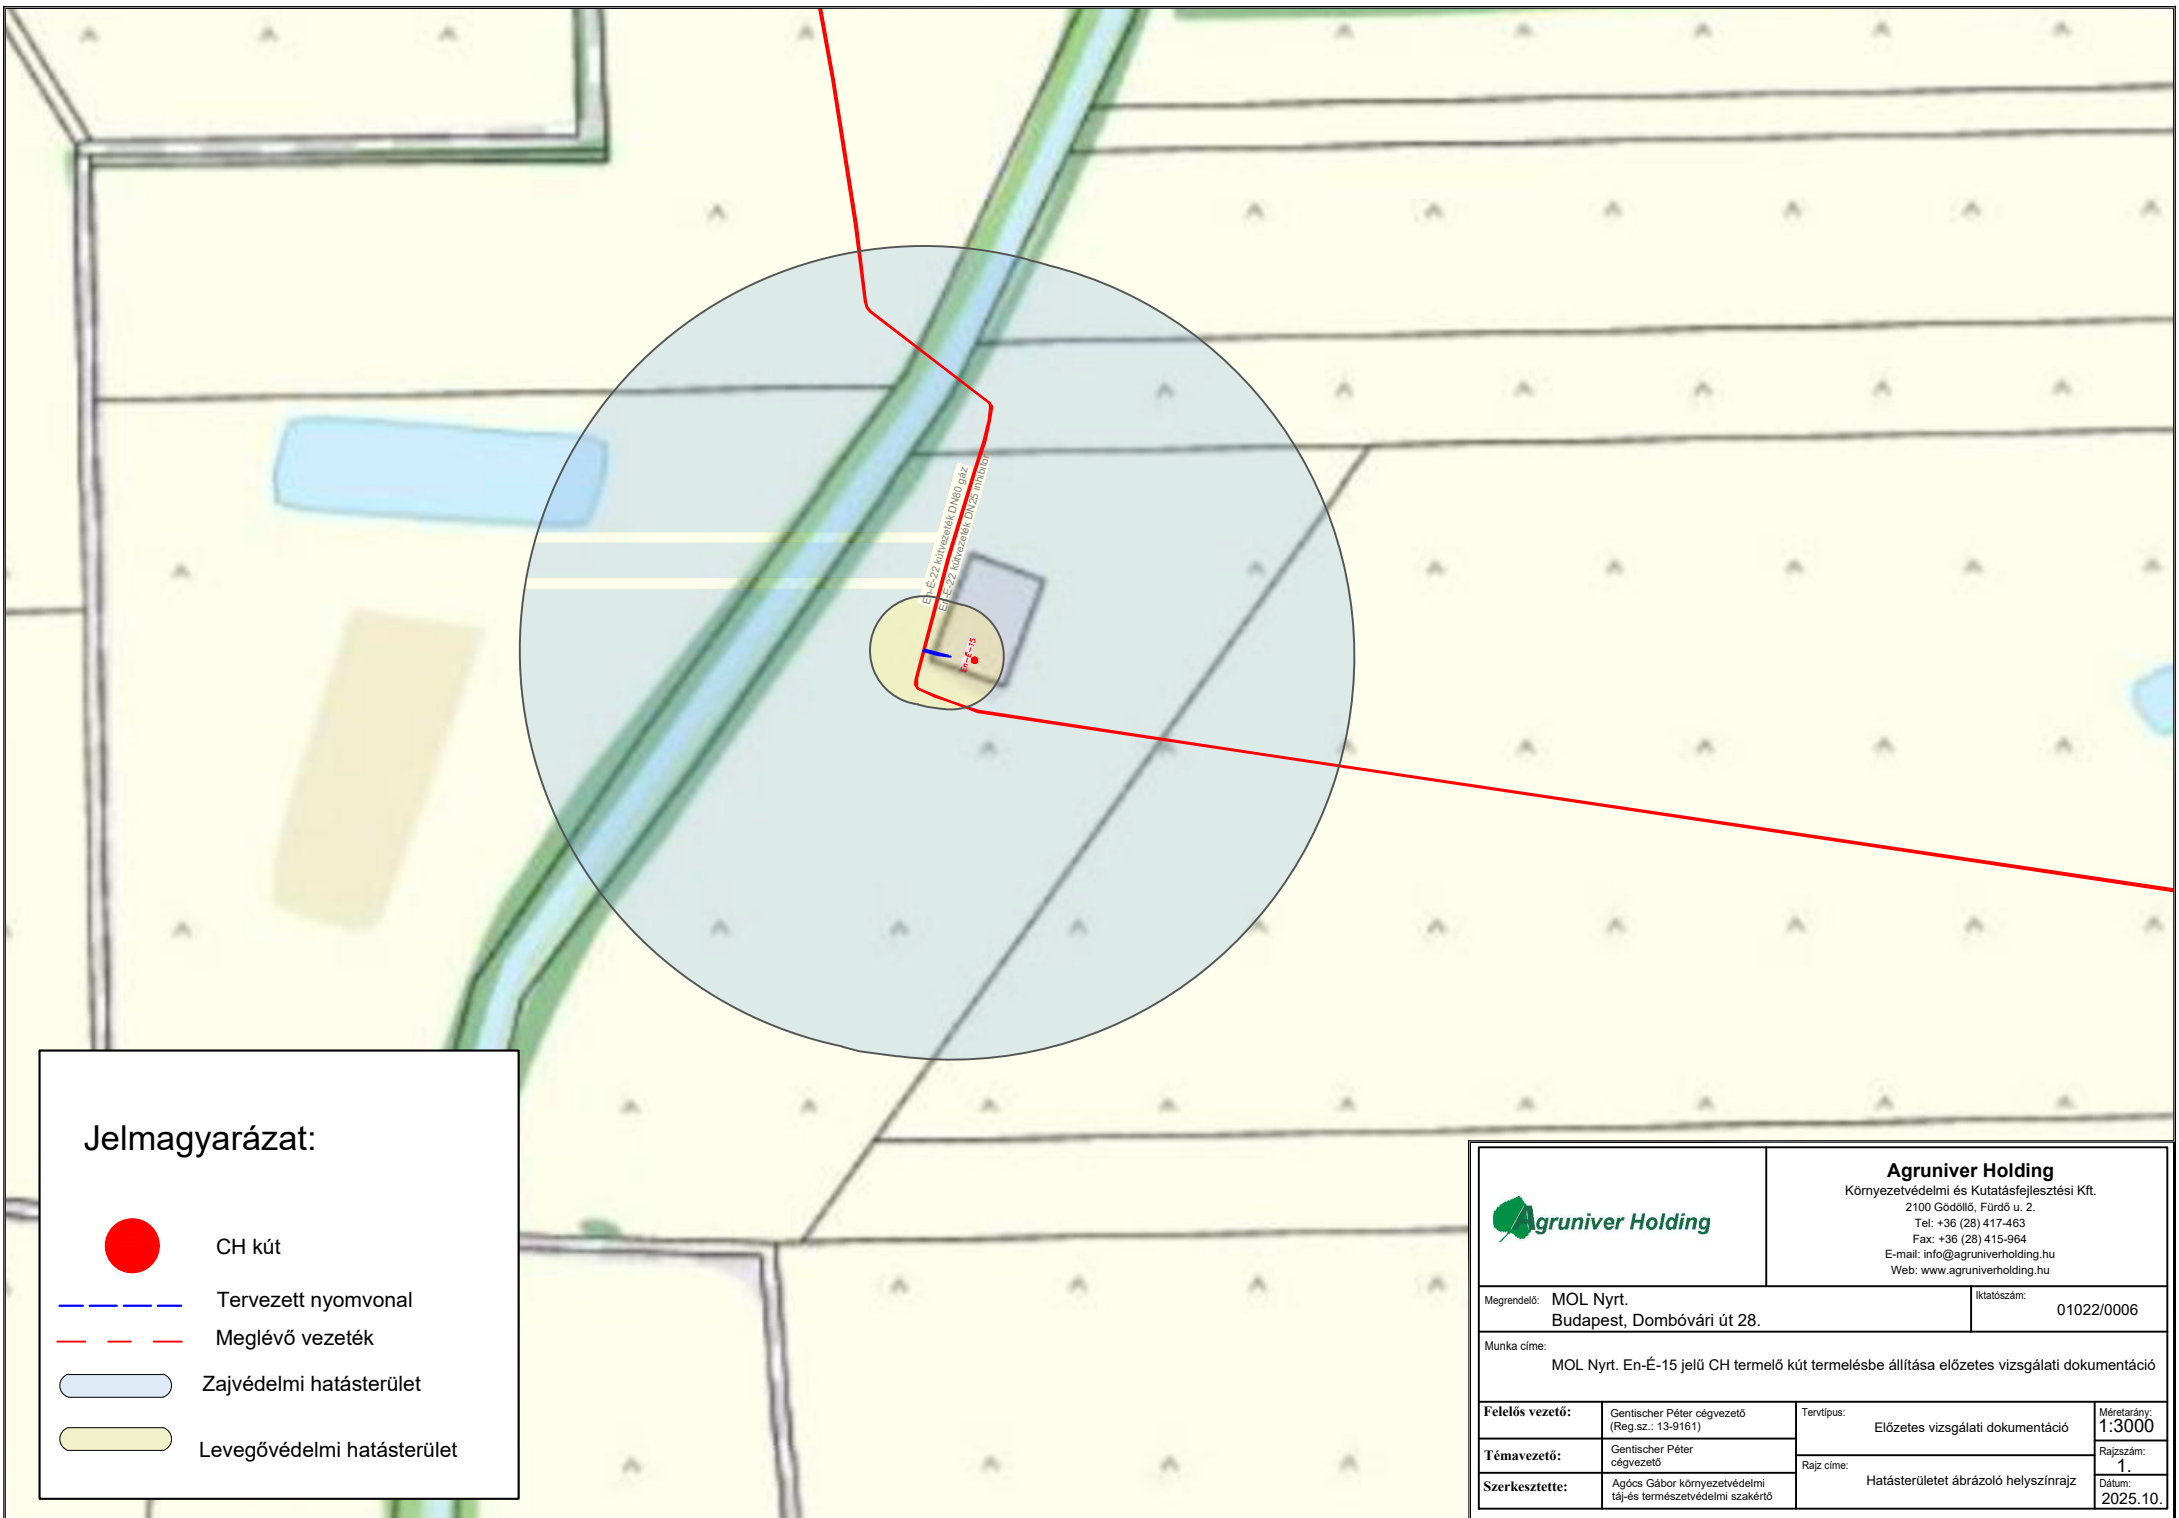 En-É-22 kútvezeték DN80 gáz
En-É-22 kútvezeték DN25 inhibitor
En-É-15
Jelmagyarázat:
CH kút
Tervezett nyomvonal
Meglévő vezeték
Zajvédelmi hatásterület
Levegővédelmi hatásterület
Agruniver Holding
Agruniver Holding
Környezetvédelmi és Kutatásfejlesztési Kft.
2100 Gödöllő, Fürdő u. 2.
Tel: +36 (28) 417-463
Fax: +36 (28) 415-964
E-mail: info@agruniverholding.hu
Web: www.agruniverholding.hu
Megrendelő: MOL Nyrt.
Budapest, Dombóvári út 28.
Iktatószám:
01022/0006
Munka címe:
MOL Nyrt. En-É-15 jelű CH termelő kút termelésbe állítása előzetes vizsgálati dokumentáció
Felelős vezető:
Gentischer Péter cégvezető
(Reg.sz.: 13-9161)
Tervtípus:
Előzetes vizsgálati dokumentáció
Méretarány:
1:3000
Témavezető:
Gentischer Péter
cégvezető
Rajzszám:
1.
Rajz címe:
Hatásterületet ábrázoló helyszínrajz
Szerkesztette:
Agócs Gábor környezetvédelmi
táj-és természetvédelmi szakértő
Dátum:
2025.10.